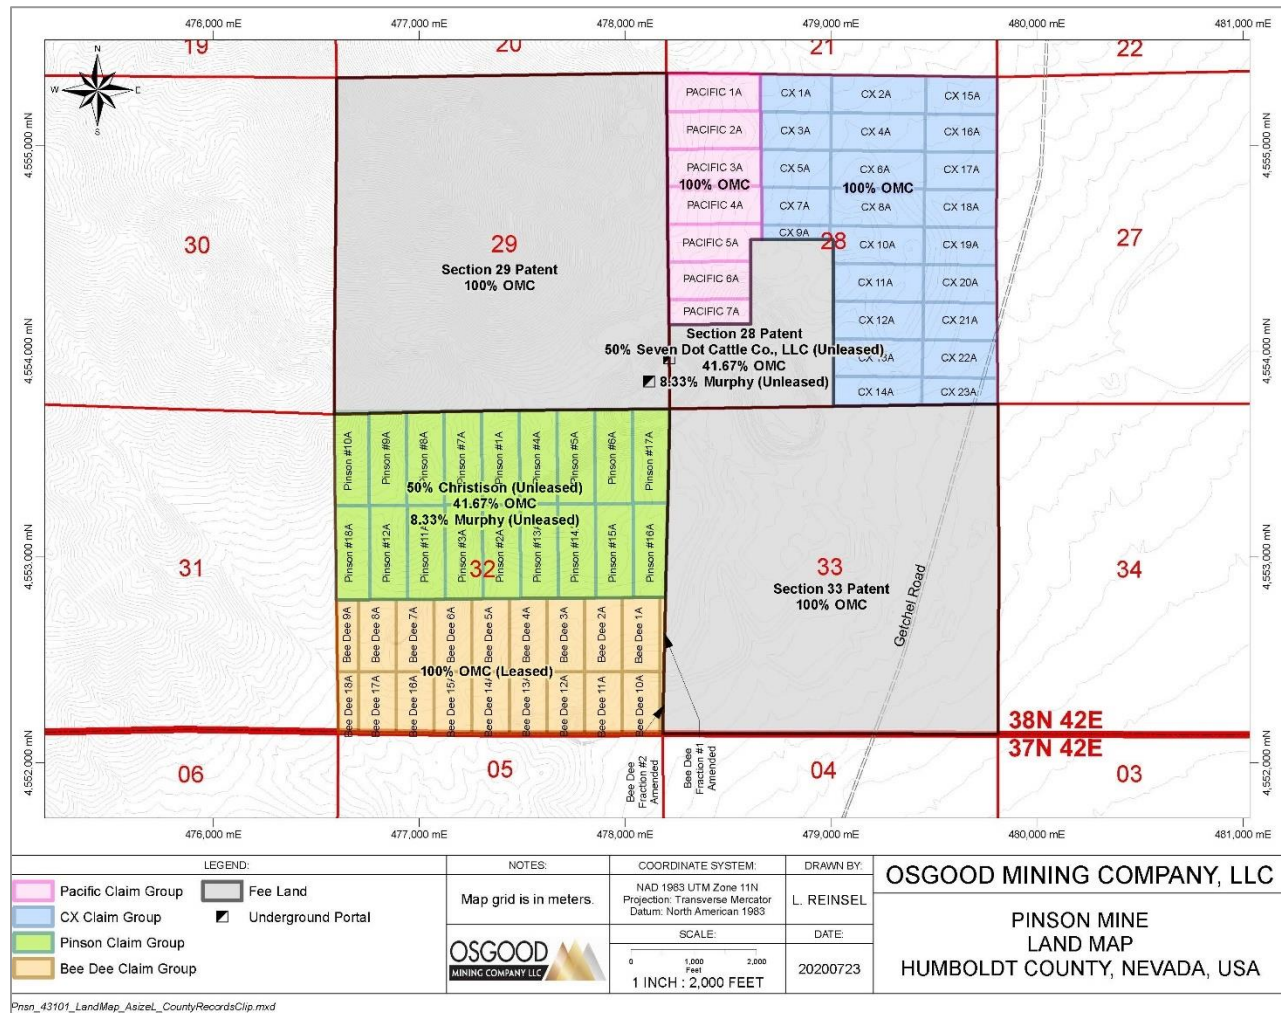 476,000 mE
477,000 mE
478,000 mE
479,000 mE
480,000 mE
481,000 mE
19
20
21
22
N
W
E
S
4,555,000 mN
4,555,000 mN
PACIFIC 1A
CX 1A
CX 2A
CX 15A
PACIFIC 2A
CX 3A
CX 4A
CX 16A
PACIFIC 3A
CX 5A
CX 6A
CX 17A
100% OMC
100% OMC
PACIFIC 4A
CX 7A
CX 8A
CX 18A
CX 9A
PACIFIC 5A
28
CX 10A
CX 19A
30
29
27
Section 29 Patent
100% OMC
PACIFIC 6A
CX 11A
CX 20A
PACIFIC 7A
CX 12A
CX 21A
Section 28 Patent
50% Seven Dot Cattle Co., LLC (Unleased)
41.67% OMC
8.33% Murphy (Unleased)
CX 13A
CX 22A
CX 14A
CX 23A
4,554,000 mN
4,554,000 mN
Pinson #10A
Pinson #9A
Pinson #8A
Pinson #7A
Pinson #1A
Pinson #4A
Pinson #5A
Pinson #6A
Pinson #17A
50% Christison (Unleased)
41.67% OMC
8.33% Murphy (Unleased)
Pinson #18A
Pinson #12A
Pinson #11A
Pinson #3A
Pinson #2A
Pinson #13A
Pinson #14
Pinson #15A
Pinson #16A
31
32
33
34
Section 33 Patent
100% OMC
Getchel Road
4,553,000 mN
4,553,000 mN
Bee Dee 9A
Bee Dee 8A
Bee Dee 7A
Bee Dee 6A
Bee Dee 5A
Bee Dee 4A
Bee Dee 3A
Bee Dee 2A
Bee Dee 1A
100% OMC (Leased)
Bee Dee 18A
Bee Dee 17A
Bee Dee 16A
Bee Dee 15A
Bee Dee 14A
Bee Dee 13A
Bee Dee 12A
Bee Dee 11A
Bee Dee 10A
38N 42E
37N 42E
06
05
04
03
Bee Dee
Fraction #2
Amended
Bee Dee
Fraction #1
Amended
4,552,000 mN
4,552,000 mN
476,000 mE
477,000 mE
478,000 mE
479,000 mE
480,000 mE
481,000 mE
LEGEND:
Pacific Claim Group
CX Claim Group
Pinson Claim Group
Bee Dee Claim Group
Fee Land
Underground Portal
NOTES:
Map grid is in meters.
OSGOOD
MINING COMPANY LLC
COORDINATE SYSTEM:
NAD 1983 UTM Zone 11N
Projection: Transverse Mercator
Datum: North American 1983
SCALE:
0 1,000 2,000
Feet
1 INCH : 2,000 FEET
DRAWN BY:
L. REINSEL
DATE:
20200723
OSGOOD MINING COMPANY, LLC
PINSON MINE
LAND MAP
HUMBOLDT COUNTY, NEVADA, USA
Pnsn_43101_LandMap_AsizeL_CountyRecordsClip.mxd